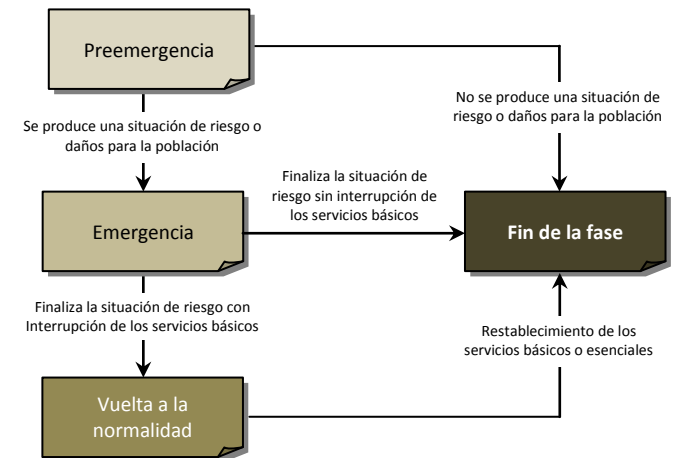 Preemergencia
No se produce una situación de
riesgo o daños para la población
Se produce una situación de riesgo o
daños para la población
Finaliza la situación de
riesgo sin interrupción de
los servicios básicos
Emergencia
Fin de la fase
Finaliza la situación de riesgo con
Interrupción de los servicios básicos
Restablecimiento de los
servicios básicos o esenciales
Vuelta a la
normalidad